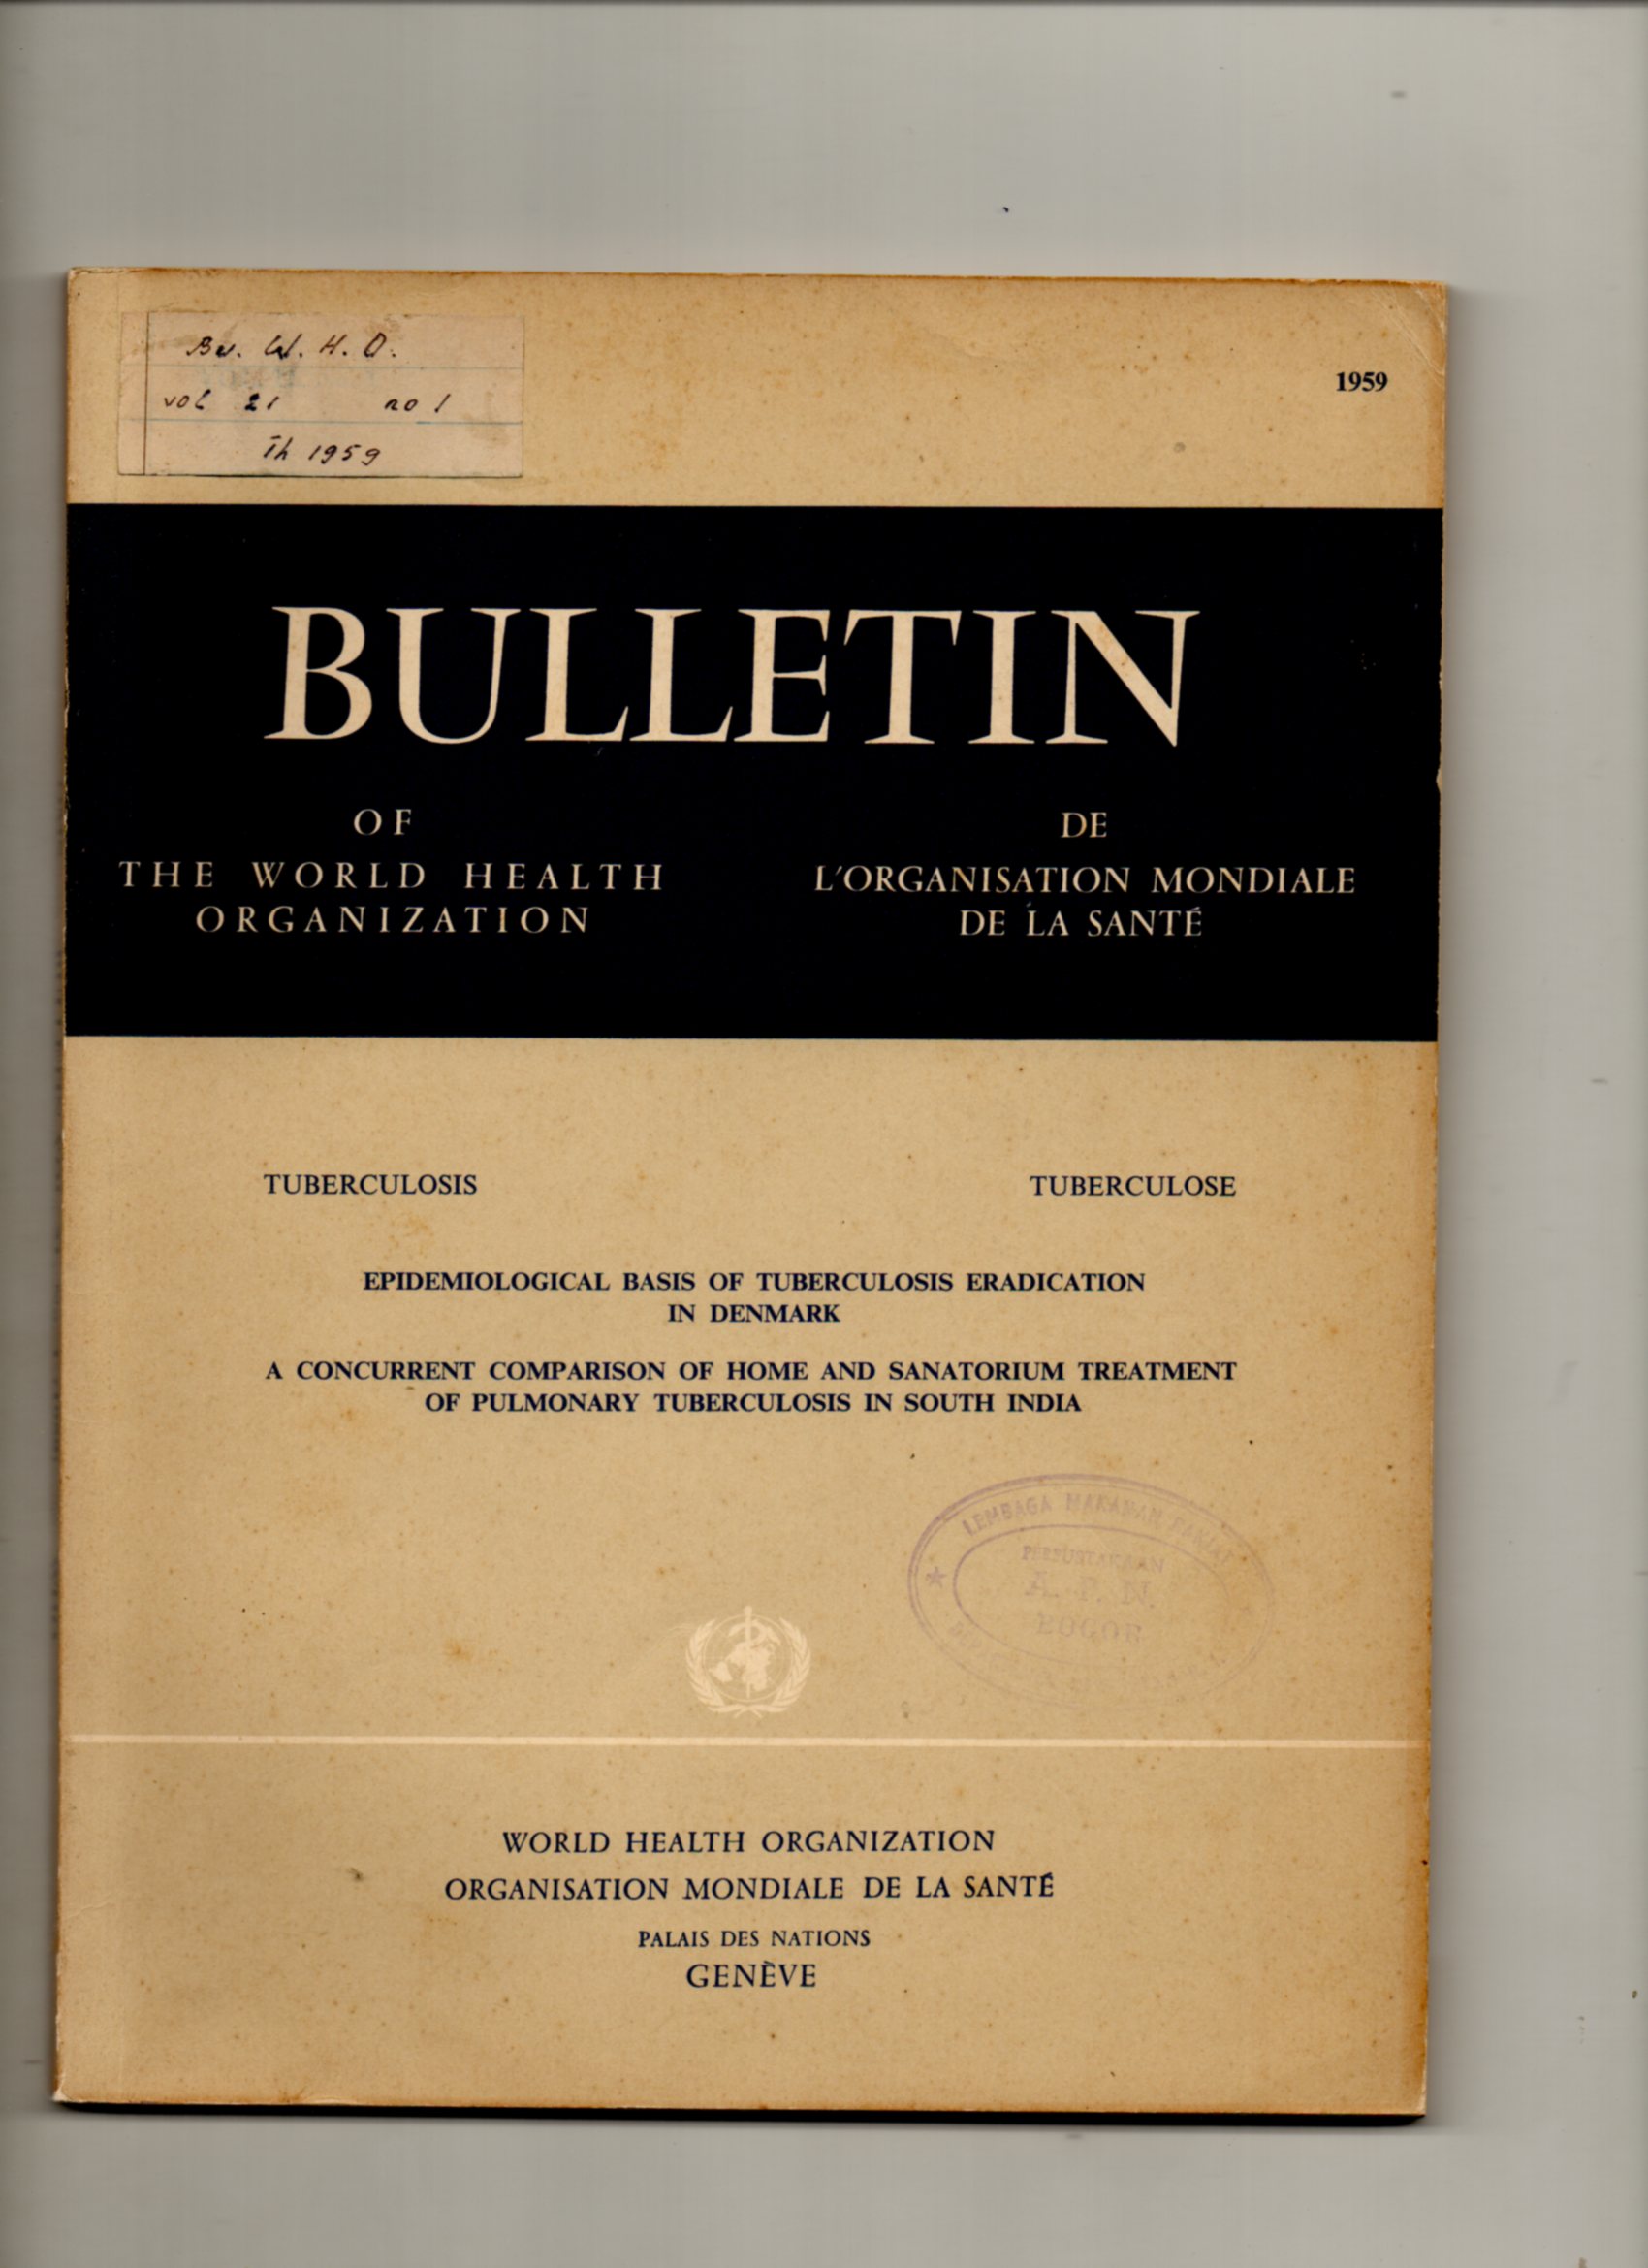 Bu. W. H. O.
vol 21 no 1
Th 1959
1959
BULLETIN
OF
THE WORLD HEALTH
ORGANIZATION
DE
L'ORGANISATION MONDIALE
DE LA SANTÉ
TUBERCULOSIS
TUBERCULOSE
EPIDEMIOLOGICAL BASIS OF TUBERCULOSIS ERADICATION
IN DENMARK
A CONCURRENT COMPARISON OF HOME AND SANATORIUM TREATMENT
OF PULMONARY TUBERCULOSIS IN SOUTH INDIA
LEMBAGA MAKANAN RAKJAT
PERPUSTAKAAN
A. P. N.
BOGOR
WORLD HEALTH ORGANIZATION
ORGANISATION MONDIALE DE LA SANTÉ
PALAIS DES NATIONS
GENÈVE